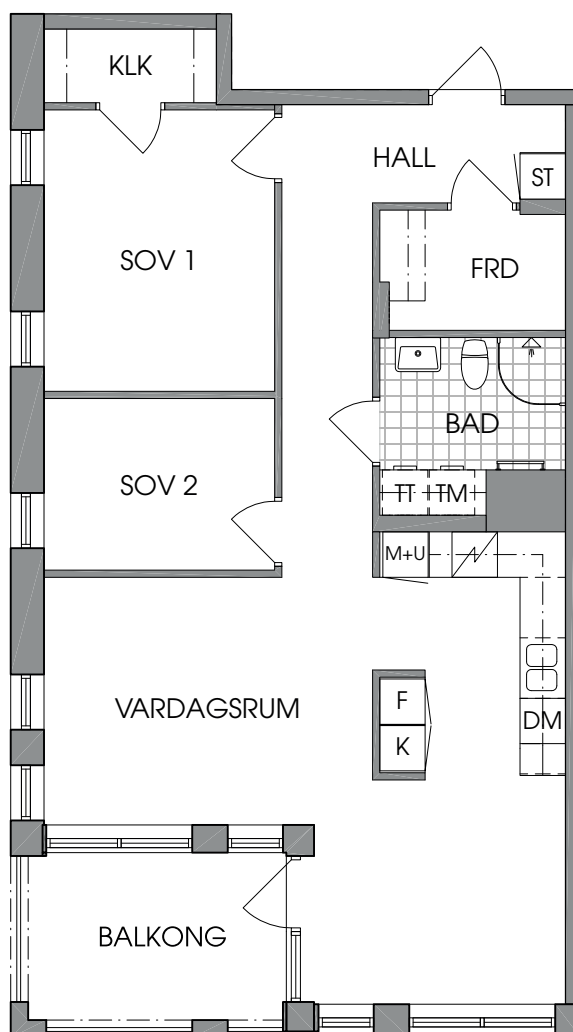 KLK
HALL
ST
SOV 1
FRD
BAD
SOV 2
TT
TM
M+U
VARDAGSRUM
F
DM
K
BALKONG